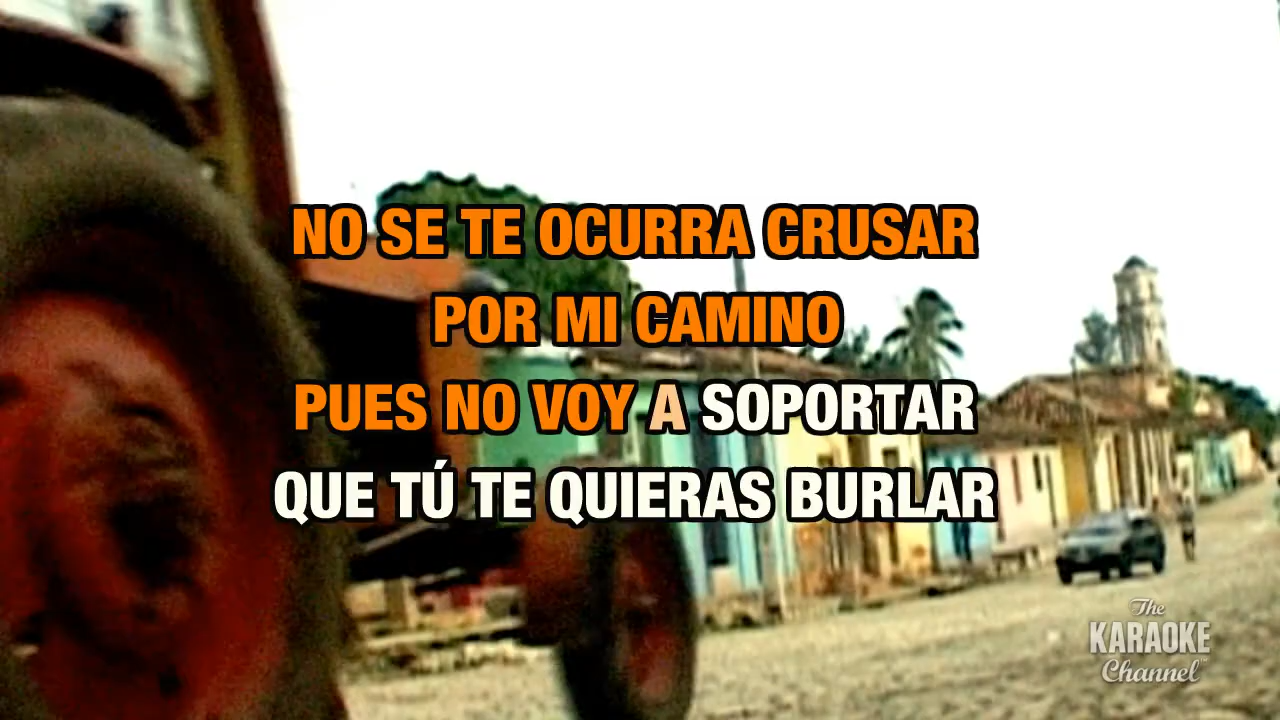 NO SE TE OCURRA CRUSAR
POR MI CAMINO
PUES NO VOY A SOPORTAR
QUE TÚ TE QUIERAS BURLAR
The
KARAOKE
Channel™